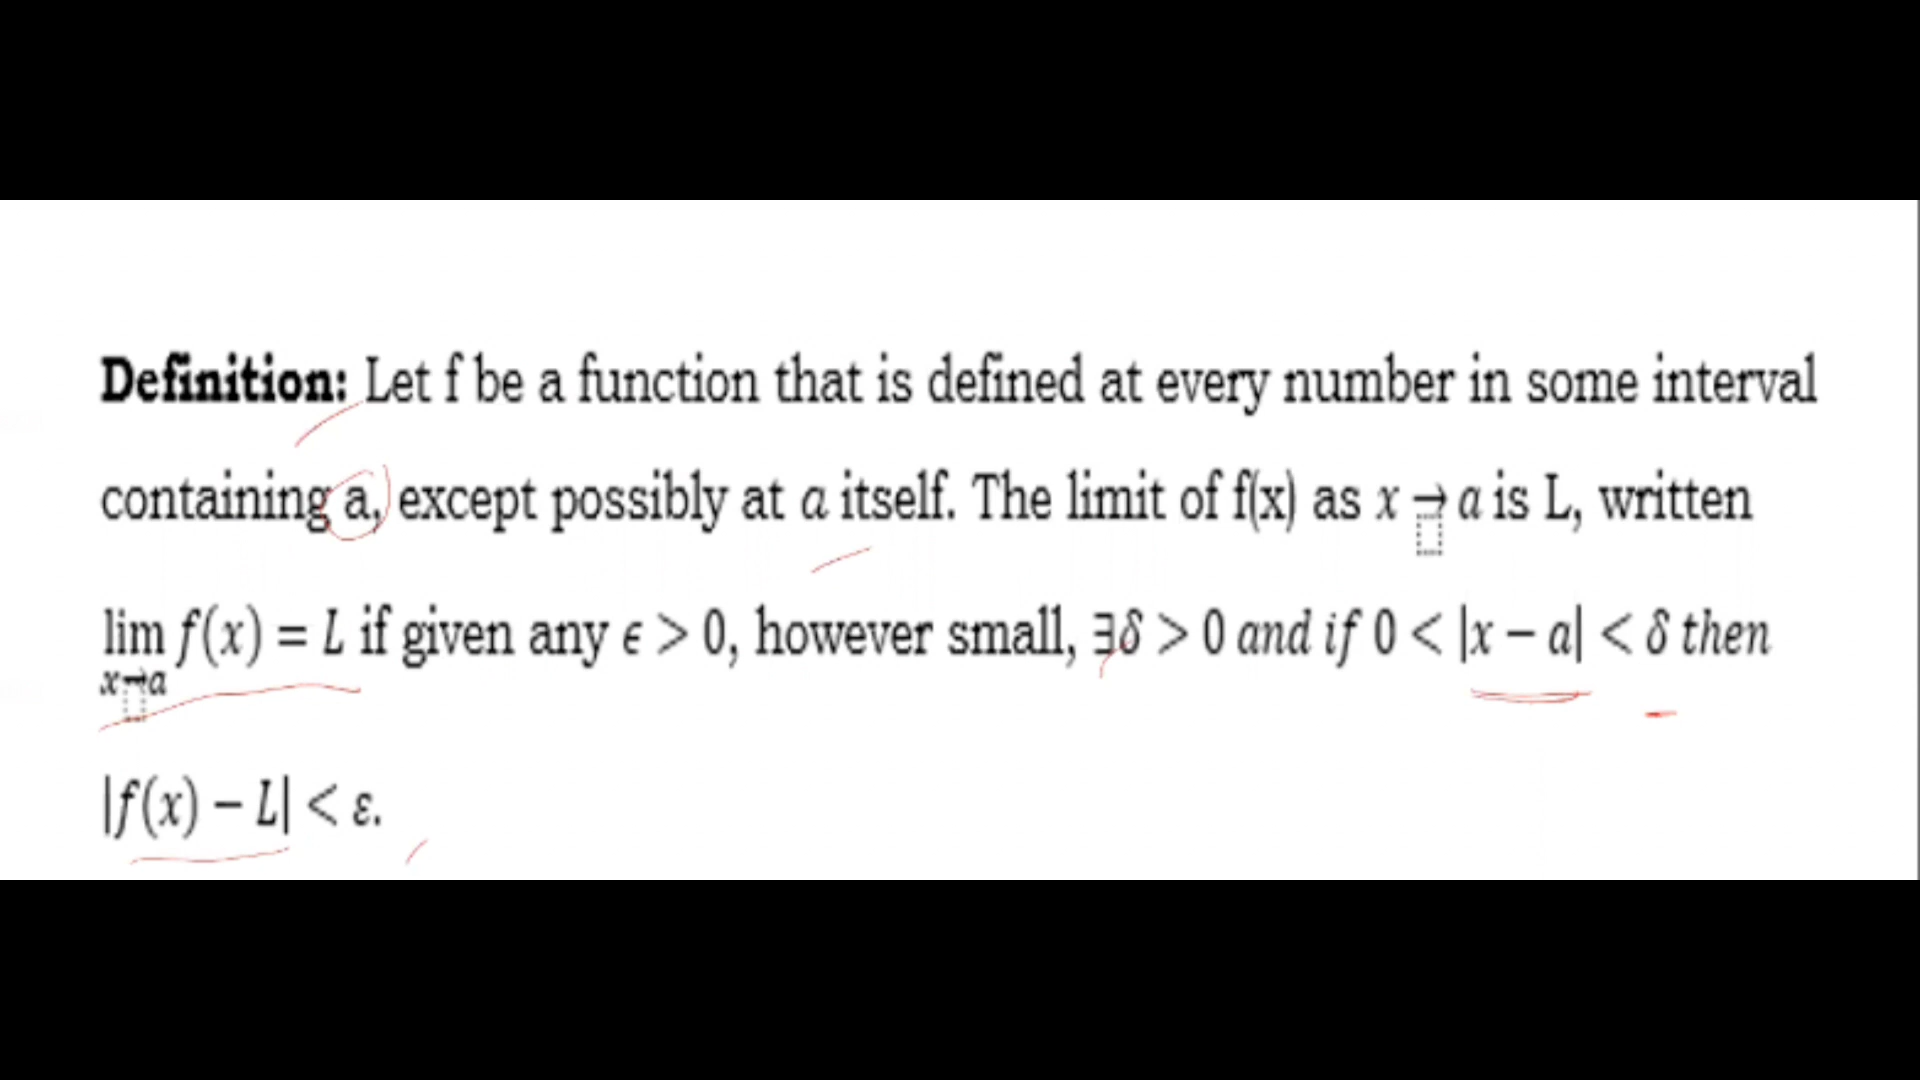 Definition: Let f be a function that is defined at every number in some interval
containing a, except possibly at a itself. The limit of f(x) as x → a is L, written
lim f(x) = L if given any ϵ > 0, however small, ∃δ > 0 and if 0 < |x − a| < δ then
x→a
|f(x) − L| < ε.